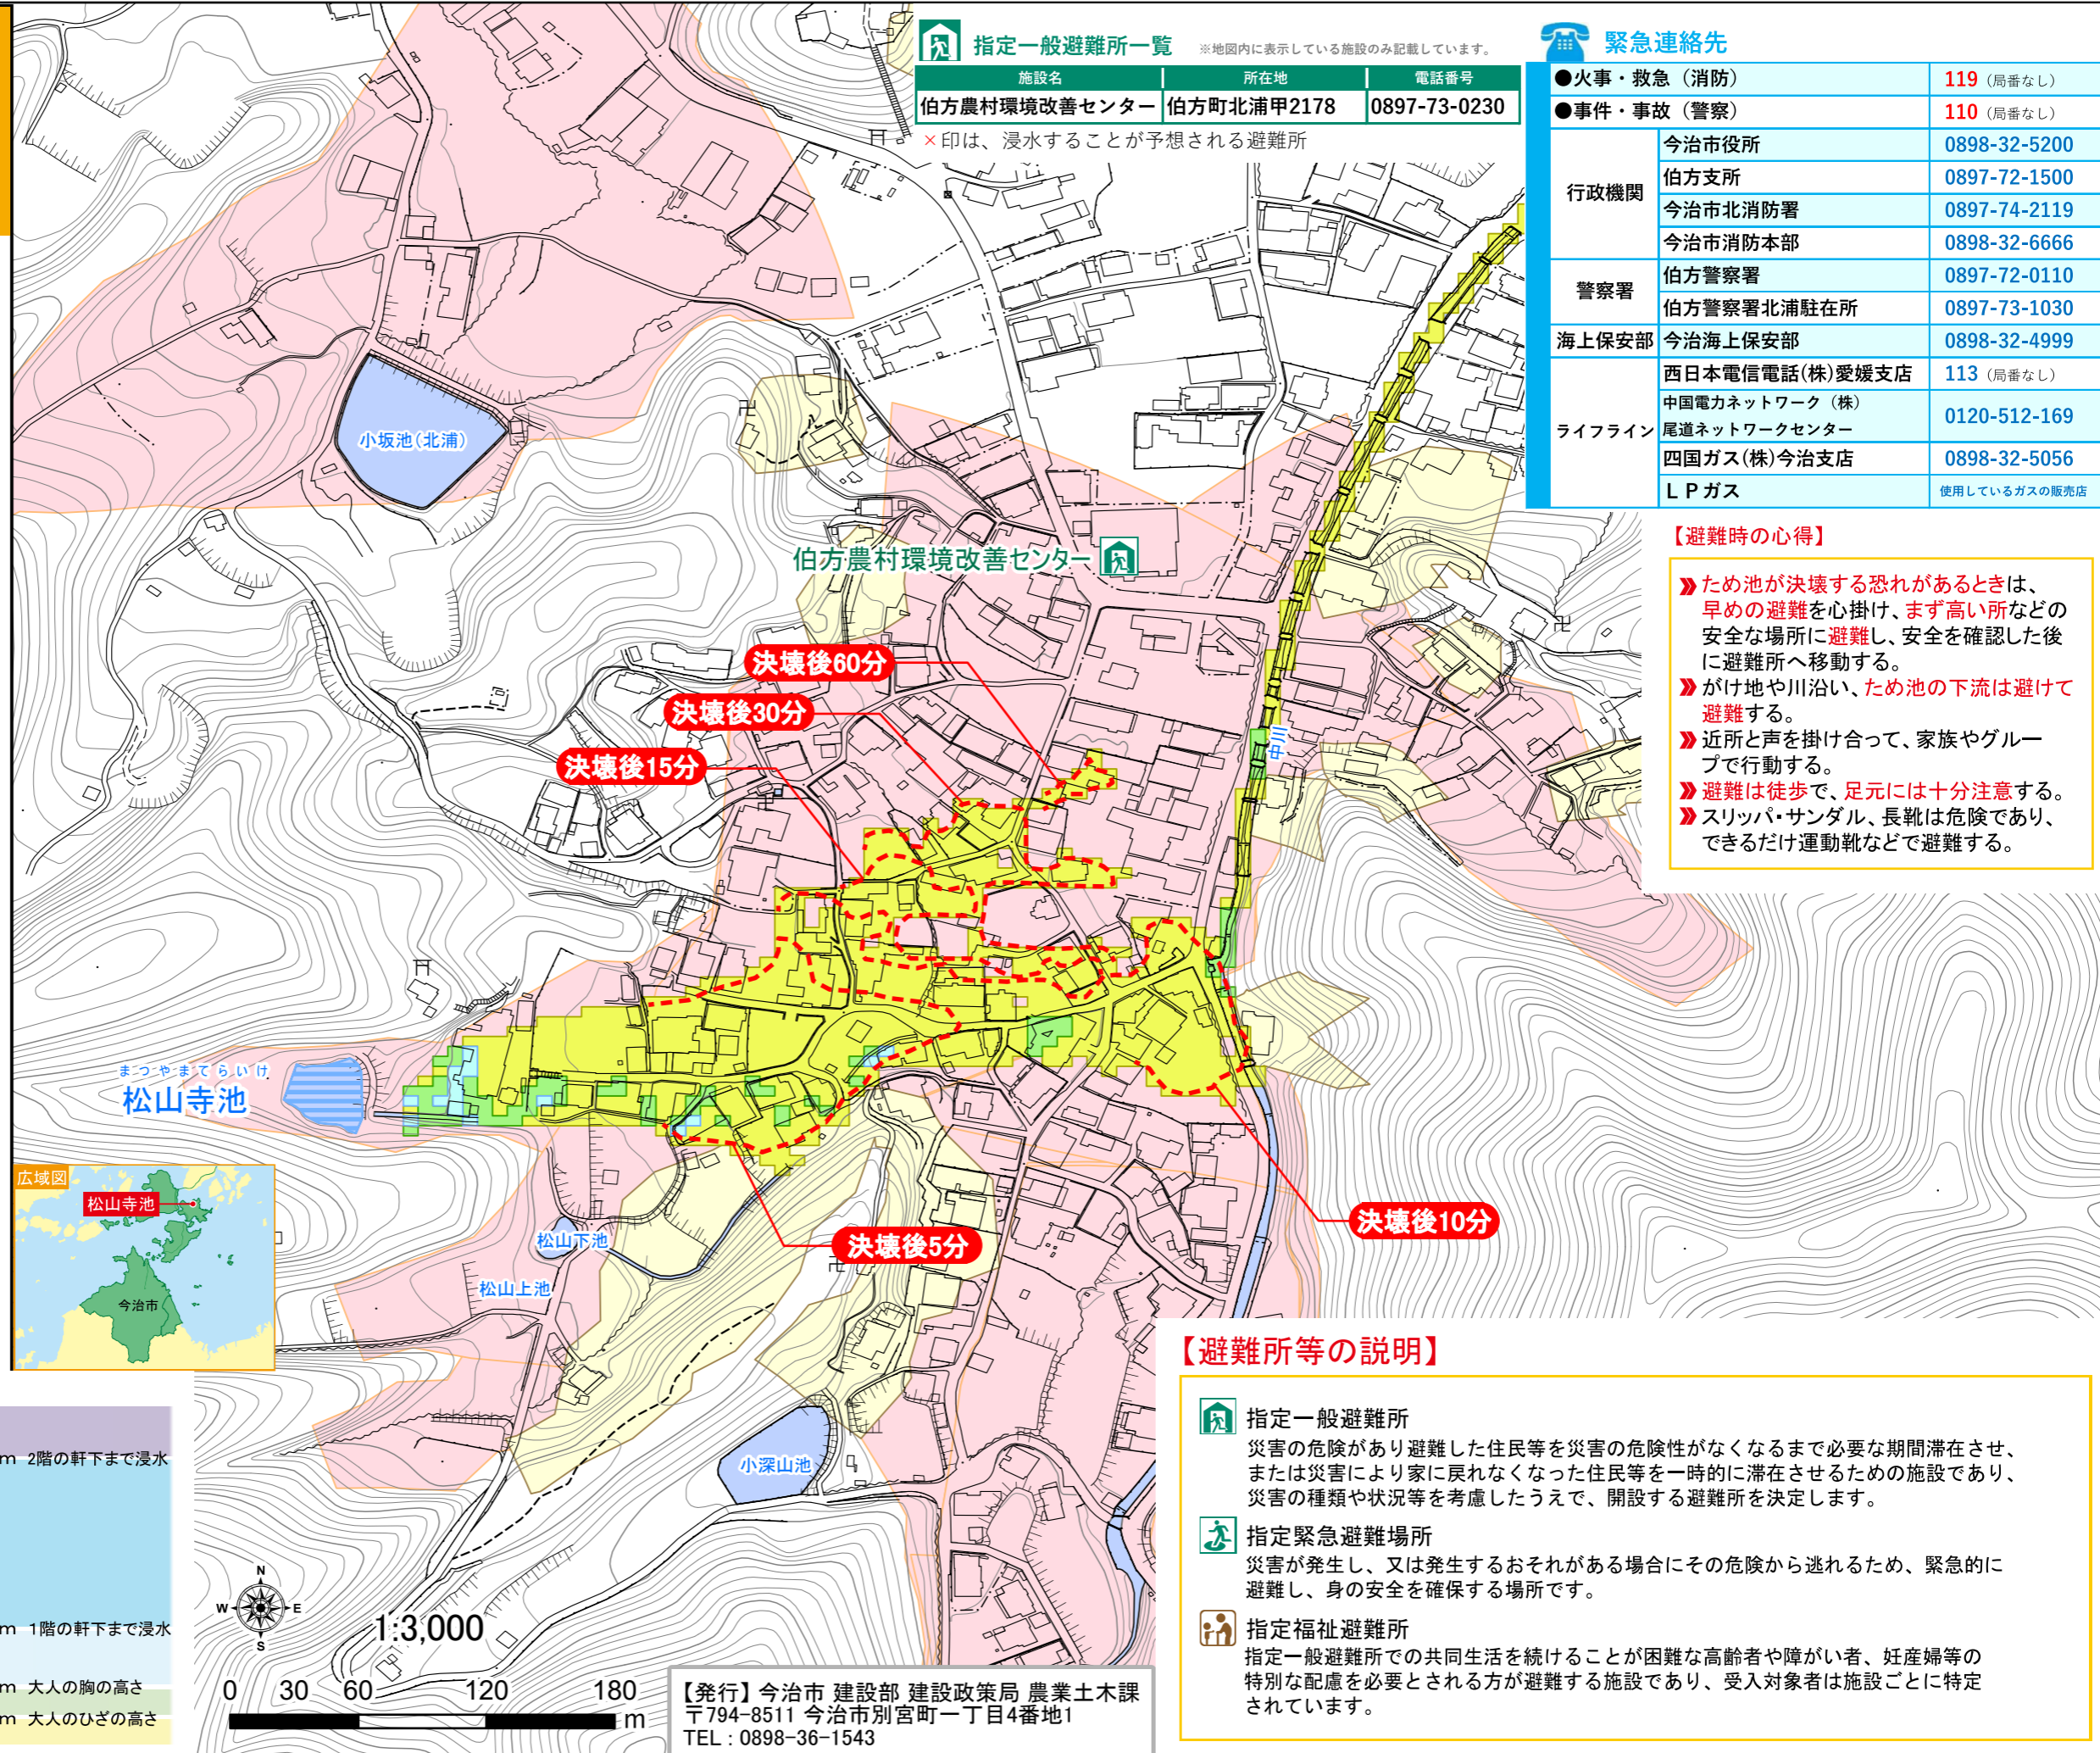 指定一般避難所一覧 ※地図内に表示している施設のみ記載しています。
施設名 所在地 電話番号
伯方農村環境改善センター 伯方町北浦甲2178 0897-73-0230
×印は、浸水することが予想される避難所
緊急連絡先
●火事・救急（消防） 119（局番なし）
●事件・事故（警察） 110（局番なし）
行政機関
今治市役所 0898-32-5200
伯方支所 0897-72-1500
今治市北消防署 0897-74-2119
今治市消防本部 0898-32-6666
警察署
伯方警察署 0897-72-0110
伯方警察署北浦駐在所 0897-73-1030
海上保安部 今治海上保安部 0898-32-4999
ライフライン
西日本電信電話(株)愛媛支店 113（局番なし）
中国電力ネットワーク（株）
尾道ネットワークセンター 0120-512-169
四国ガス(株)今治支店 0898-32-5056
ＬＰガス 使用しているガスの販売店
【避難時の心得】
ため池が決壊する恐れがあるときは、
早めの避難を心掛け、まず高い所などの
安全な場所に避難し、安全を確認した後
に避難所へ移動する。
がけ地や川沿い、ため池の下流は避けて
避難する。
近所と声を掛け合って、家族やグルー
プで行動する。
避難は徒歩で、足元には十分注意する。
スリッパ・サンダル、長靴は危険であり、
できるだけ運動靴などで避難する。
小坂池(北浦)
伯方農村環境改善センター
決壊後60分
決壊後30分
決壊後15分
中川
まつやまてらいけ
松山寺池
決壊後5分
決壊後10分
松山下池
松山上池
小深山池
広域図
松山寺池
今治市
m 2階の軒下まで浸水
m 1階の軒下まで浸水
m 大人の胸の高さ
m 大人のひざの高さ
N
W E
S
1:3,000
0 30 60 120 180
m
【発行】今治市 建設部 建設政策局 農業土木課
〒794-8511 今治市別宮町一丁目4番地1
TEL : 0898-36-1543
【避難所等の説明】
指定一般避難所
災害の危険があり避難した住民等を災害の危険性がなくなるまで必要な期間滞在させ、
または災害により家に戻れなくなった住民等を一時的に滞在させるための施設であり、
災害の種類や状況等を考慮したうえで、開設する避難所を決定します。
指定緊急避難場所
災害が発生し、又は発生するおそれがある場合にその危険から逃れるため、緊急的に
避難し、身の安全を確保する場所です。
指定福祉避難所
指定一般避難所での共同生活を続けることが困難な高齢者や障がい者、妊産婦等の
特別な配慮を必要とされる方が避難する施設であり、受入対象者は施設ごとに特定
されています。